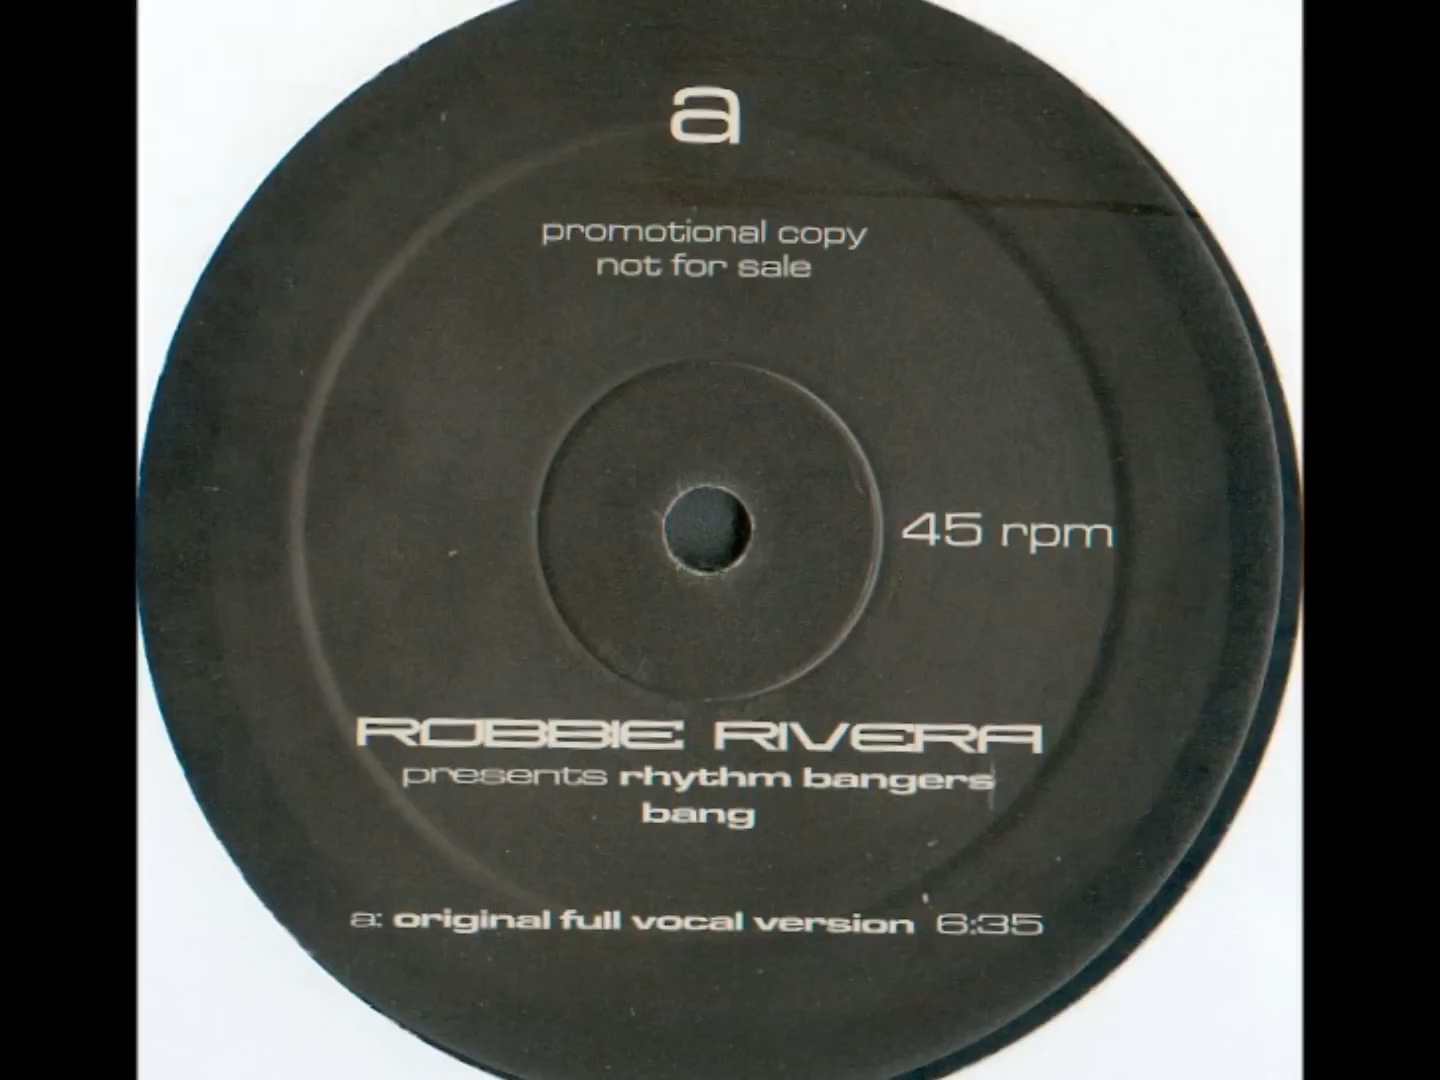 a
promotional copy
not for sale
45 rpm
ROBBIE RIVERA
presents rhythm bangers
bang
a: original full vocal version 6:35